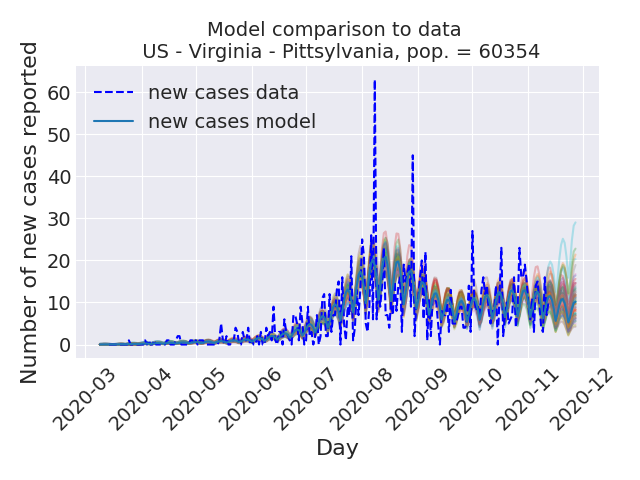 Model comparison to data
US - Virginia - Pittsylvania, pop. = 60354
Number of new cases reported
60
50
40
30
20
10
0
new cases data
new cases model
2020-03
2020-04
2020-05
2020-06
2020-07
2020-08
2020-09
2020-10
2020-11
2020-12
Day